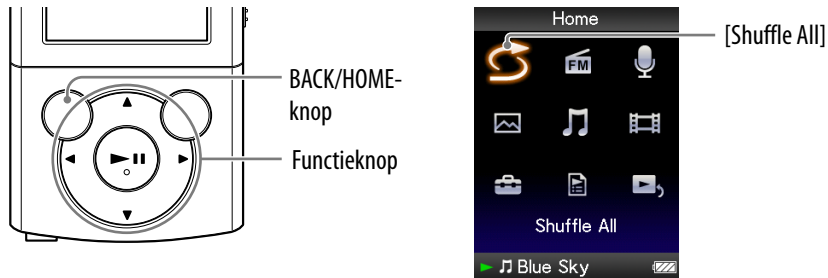 BACK/HOME-
knop
Functieknop
Home
[Shuffle All]
FM
Shuffle All
Blue Sky